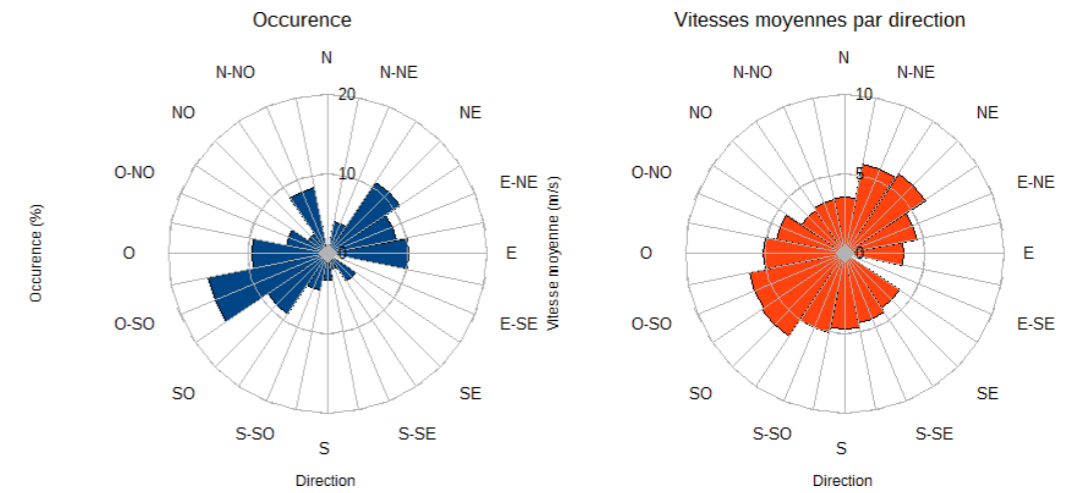 Occurence
N
N-NO
N-NE
20
NO
NE
O-NO
10
E-NE
O
0
E
O-SO
E-SE
SO
SE
S-SO
S-SE
S
Direction
Occurence (%)
Vitesses moyennes par direction
N
N-NO
N-NE
10
NO
NE
O-NO
5
E-NE
O
0
E
O-SO
E-SE
SO
SE
S-SO
S-SE
S
Direction
Vitesse moyenne (m/s)